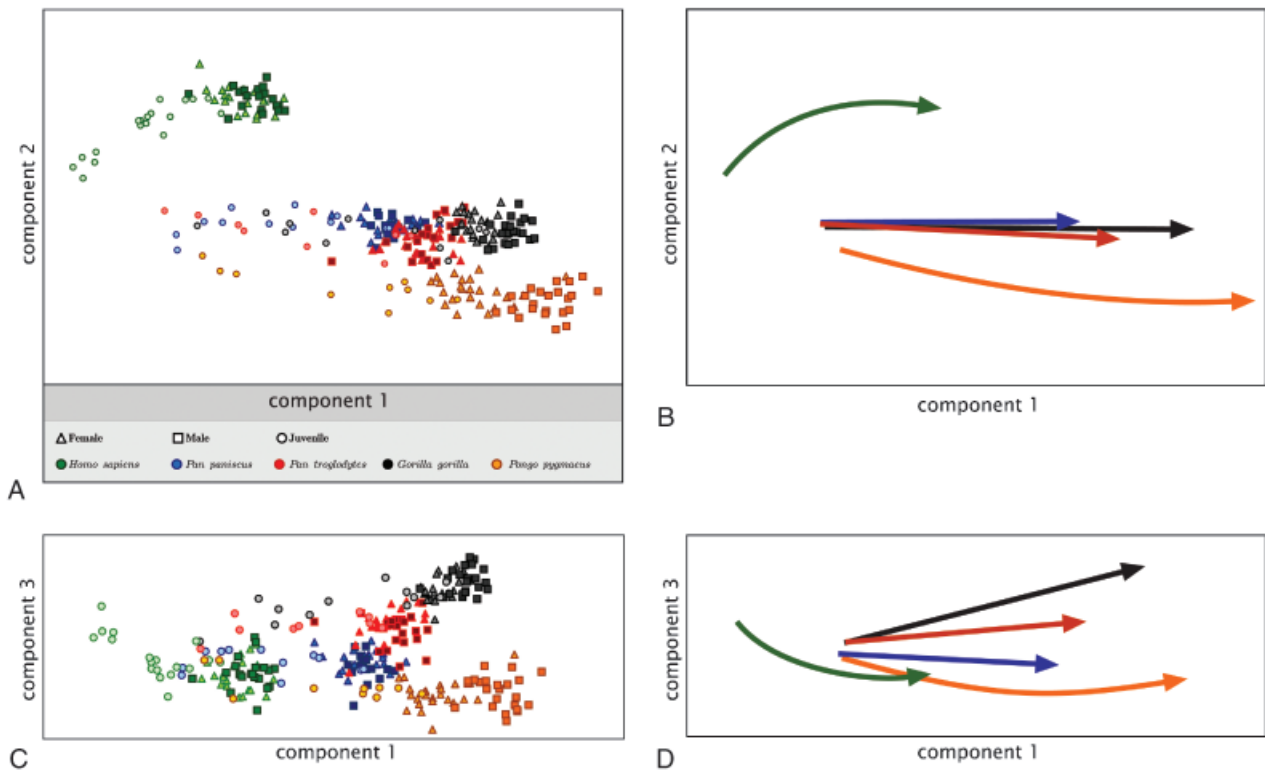 component 2
component 1
Female Male Juvenile
Homo sapiens Pan paniscus Pan troglodytes Gorilla gorilla Pongo pygmaeus
A
component 2
component 1
B
component 3
component 1
C
component 3
component 1
D